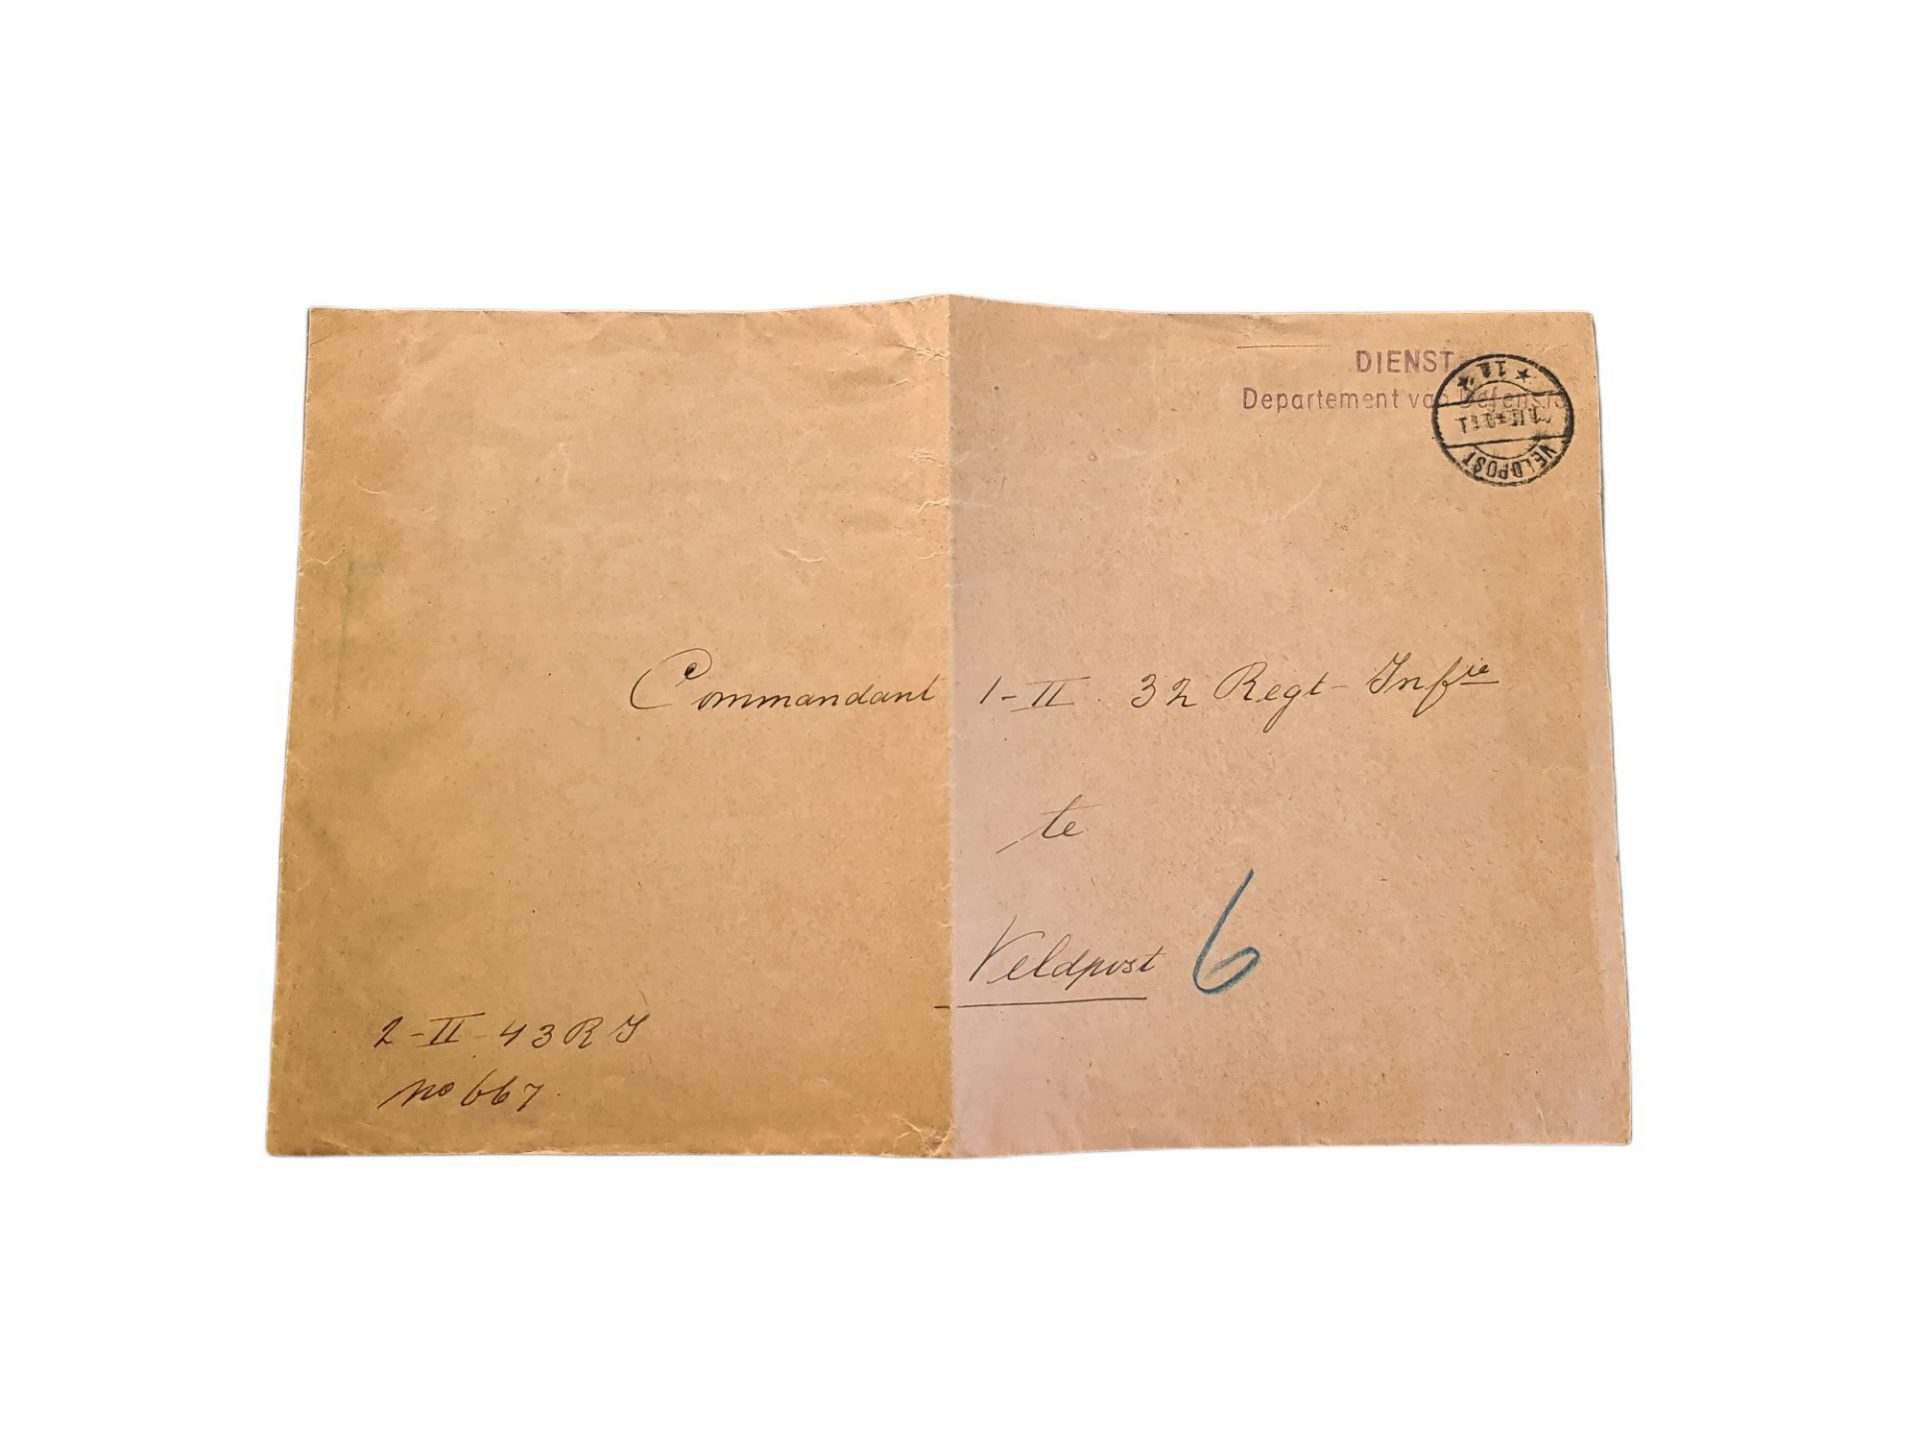 DIENST
Departement van Defensie
VELDPOST
Commandant 1-II 32 Regt-Infie
te
Veldpost 6
2-II-43 R J
no 667.